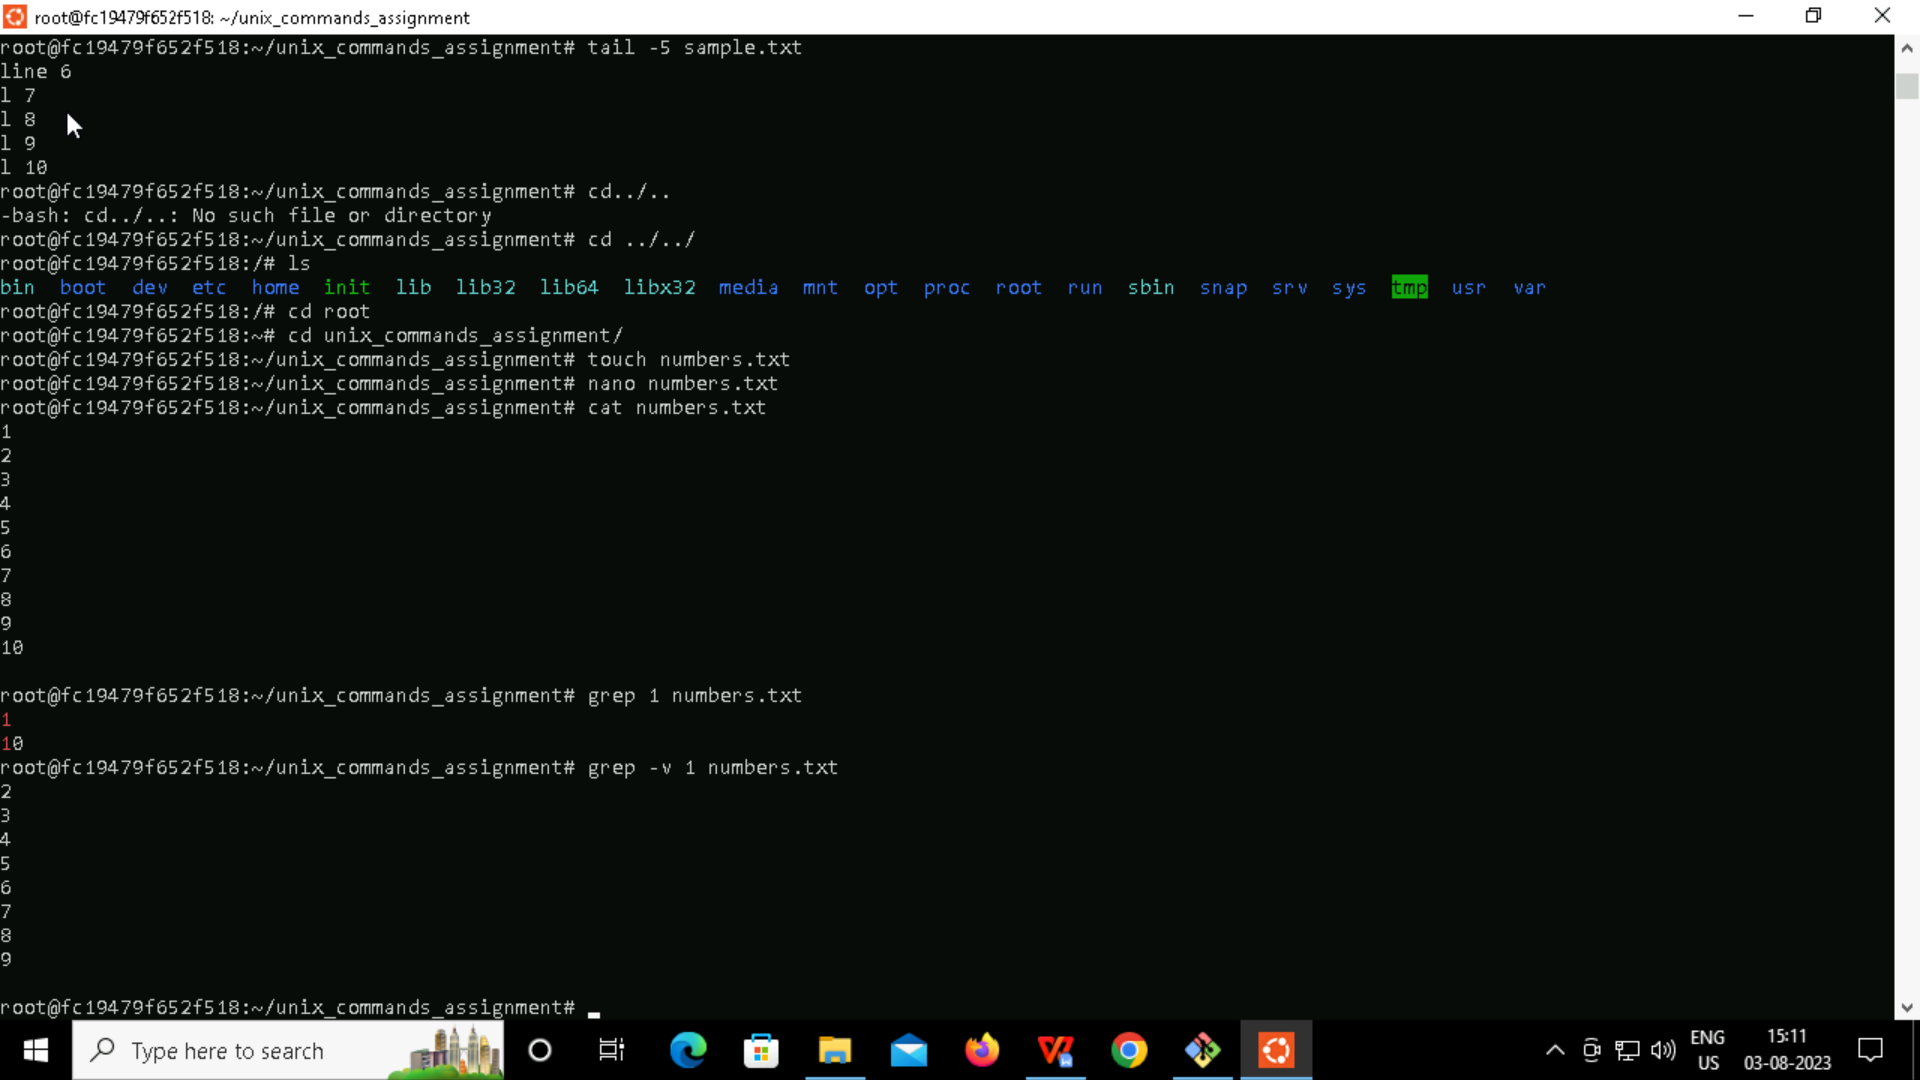 root@fc19479f652f518: ~/unix_commands_assignment
root@fc19479f652f518:~/unix_commands_assignment# tail -5 sample.txt
line 6
l 7
l 8
l 9
l 10
root@fc19479f652f518:~/unix_commands_assignment# cd../..
-bash: cd../..: No such file or directory
root@fc19479f652f518:~/unix_commands_assignment# cd ../../
root@fc19479f652f518:/# ls
bin boot dev etc home init lib lib32 lib64 libx32 media mnt opt proc root run sbin snap srv sys tmp usr var
root@fc19479f652f518:/# cd root
root@fc19479f652f518:~# cd unix_commands_assignment/
root@fc19479f652f518:~/unix_commands_assignment# touch numbers.txt
root@fc19479f652f518:~/unix_commands_assignment# nano numbers.txt
root@fc19479f652f518:~/unix_commands_assignment# cat numbers.txt
1
2
3
4
5
6
7
8
9
10
root@fc19479f652f518:~/unix_commands_assignment# grep 1 numbers.txt
1
10
root@fc19479f652f518:~/unix_commands_assignment# grep -v 1 numbers.txt
2
3
4
5
6
7
8
9
root@fc19479f652f518:~/unix_commands_assignment#
Type here to search
ENG
US
15:11
03-08-2023